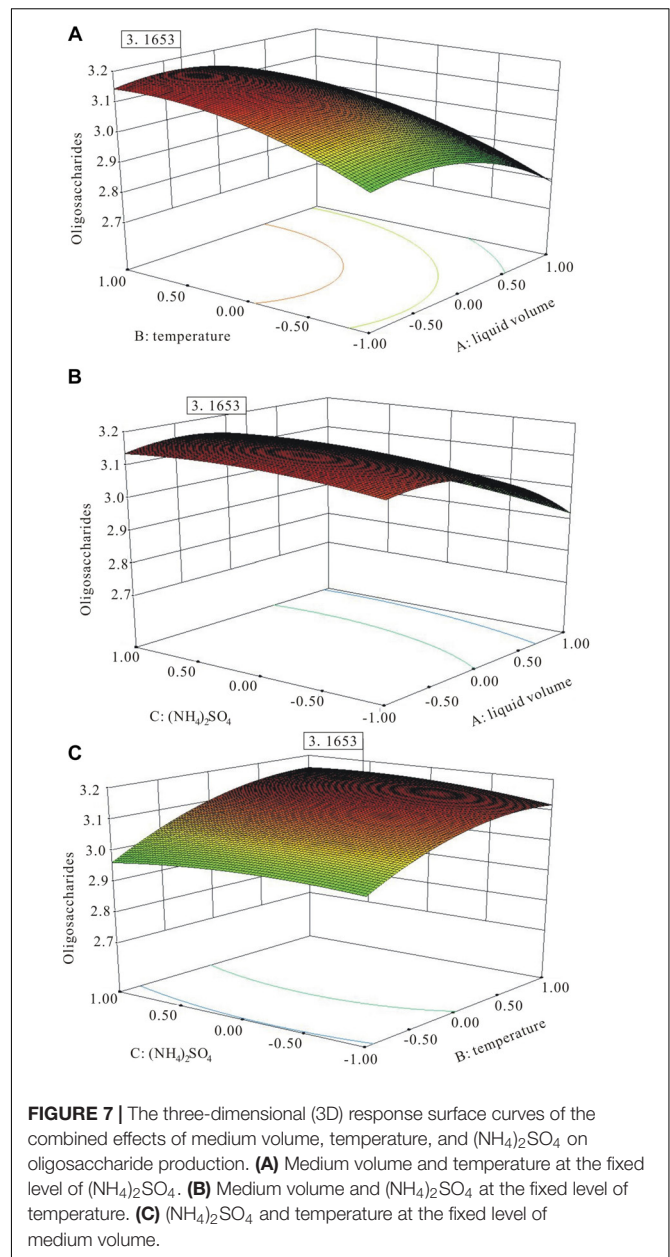 A
3. 1653
3.2
3.1
3.0
2.9
2.8
2.7
Oligosaccharides
1.00
0.50
0.00
-0.50
-1.00
B: temperature
1.00
0.50
0.00
-0.50
-1.00
A: liquid volume
B
3. 1653
3.2
3.1
3.0
2.9
2.8
2.7
Oligosaccharides
1.00
0.50
0.00
-0.50
-1.00
C: (NH4)2SO4
1.00
0.50
0.00
-0.50
A: liquid volume
C
3. 1653
3.2
3.1
3.0
2.9
2.8
2.7
Oligosaccharides
1.00
0.50
0.00
-0.50
-1.00
C: (NH4)2SO4
1.00
0.50
0.00
-0.50
B: temperature
FIGURE 7 | The three-dimensional (3D) response surface curves of the
combined effects of medium volume, temperature, and (NH4)2SO4 on
oligosaccharide production. (A) Medium volume and temperature at the fixed
level of (NH4)2SO4. (B) Medium volume and (NH4)2SO4 at the fixed level of
temperature. (C) (NH4)2SO4 and temperature at the fixed level of
medium volume.